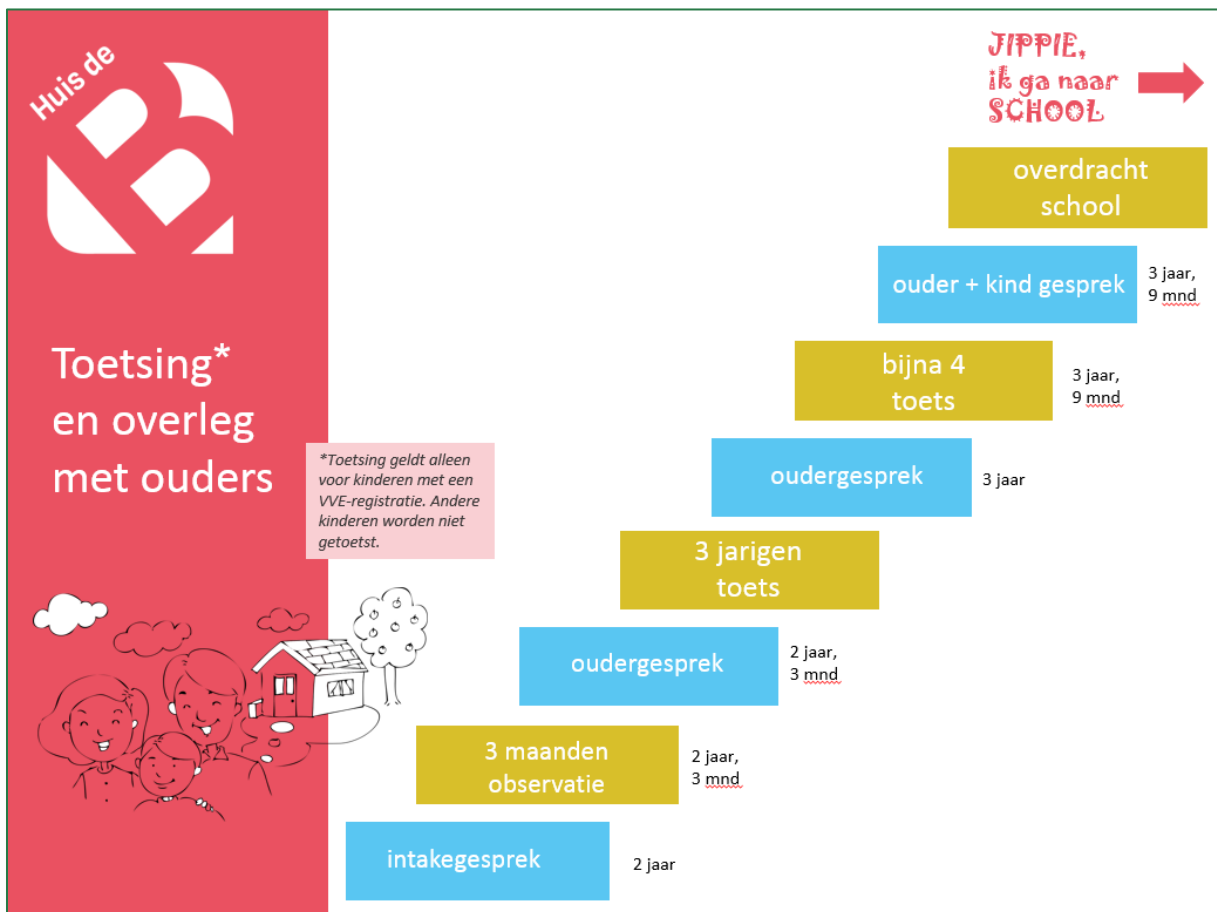 Huis de
B
JIPPIE,
ik ga naar
SCHOOL
overdracht
school
ouder + kind gesprek
3 jaar,
9 mnd
Toetsing*
en overleg
met ouders
bijna 4
toets
3 jaar,
9 mnd
*Toetsing geldt alleen
voor kinderen met een
VVE-registratie. Andere
kinderen worden niet
getoetst.
oudergesprek
3 jaar
3 jarigen
toets
oudergesprek
2 jaar,
3 mnd
3 maanden
observatie
2 jaar,
3 mnd
intakegesprek
2 jaar